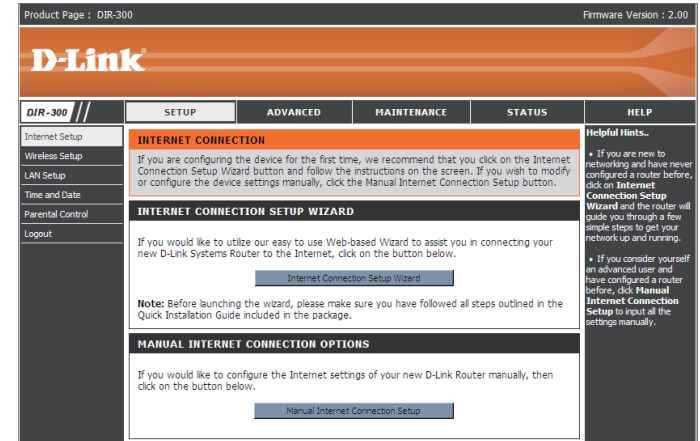 Product Page : DIR-300
Firmware Version : 2.00
D-Link
DIR-300
SETUP
ADVANCED
MAINTENANCE
STATUS
HELP
Internet Setup
Wireless Setup
LAN Setup
Time and Date
Parental Control
Logout
INTERNET CONNECTION
If you are configuring the device for the first time, we recommend that you click on the Internet
Connection Setup Wizard button and follow the instructions on the screen. If you wish to modify
or configure the device settings manually, click the Manual Internet Connection Setup button.
INTERNET CONNECTION SETUP WIZARD
If you would like to utilize our easy to use Web-based Wizard to assist you in connecting your
new D-Link Systems Router to the Internet, click on the button below.
Internet Connection Setup Wizard
Note: Before launching the wizard, please make sure you have followed all steps outlined in the
Quick Installation Guide included in the package.
MANUAL INTERNET CONNECTION OPTIONS
If you would like to configure the Internet settings of your new D-Link Router manually, then
click on the button below.
Manual Internet Connection Setup
Helpful Hints..
• If you are new to
networking and have never
configured a router before,
click on Internet
Connection Setup
Wizard and the router will
guide you through a few
simple steps to get your
network up and running.
• If you consider yourself
an advanced user and
have configured a router
before, click Manual
Internet Connection
Setup to input all the
settings manually.